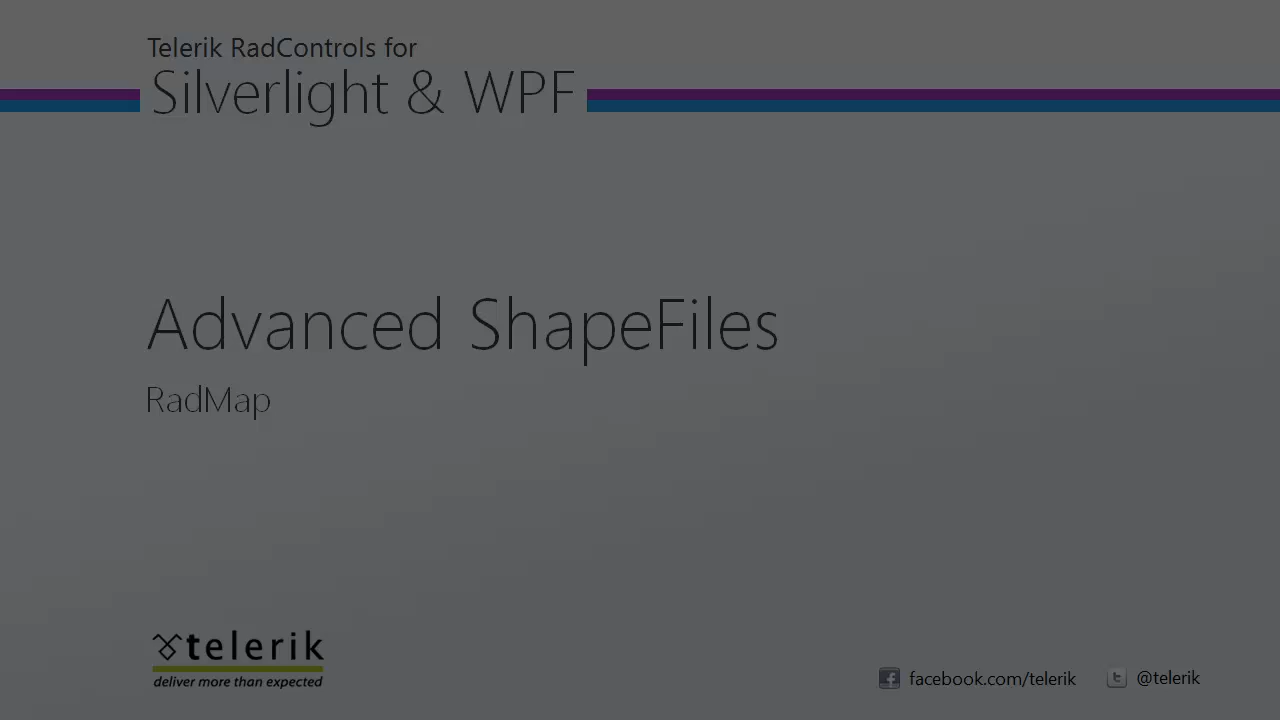 Telerik RadControls for
Silverlight & WPF
Advanced ShapeFiles
RadMap
telerik
deliver more than expected
facebook.com/telerik
@telerik